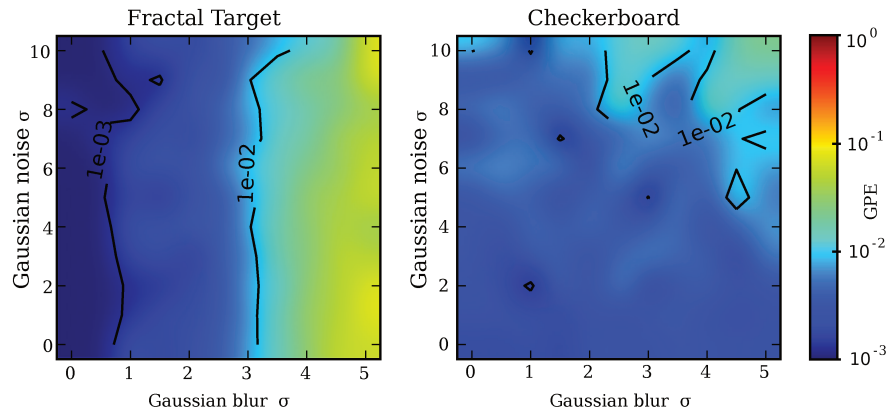 Fractal Target
Checkerboard
Gaussian noise σ
10
8
6
4
2
0
1e-03
1e-02
0 1 2 3 4 5
Gaussian blur σ
Gaussian noise σ
10
8
6
4
2
0
1e-02
1e-02
0 1 2 3 4 5
Gaussian blur σ
10^0
10^-1
10^-2
10^-3
GPE